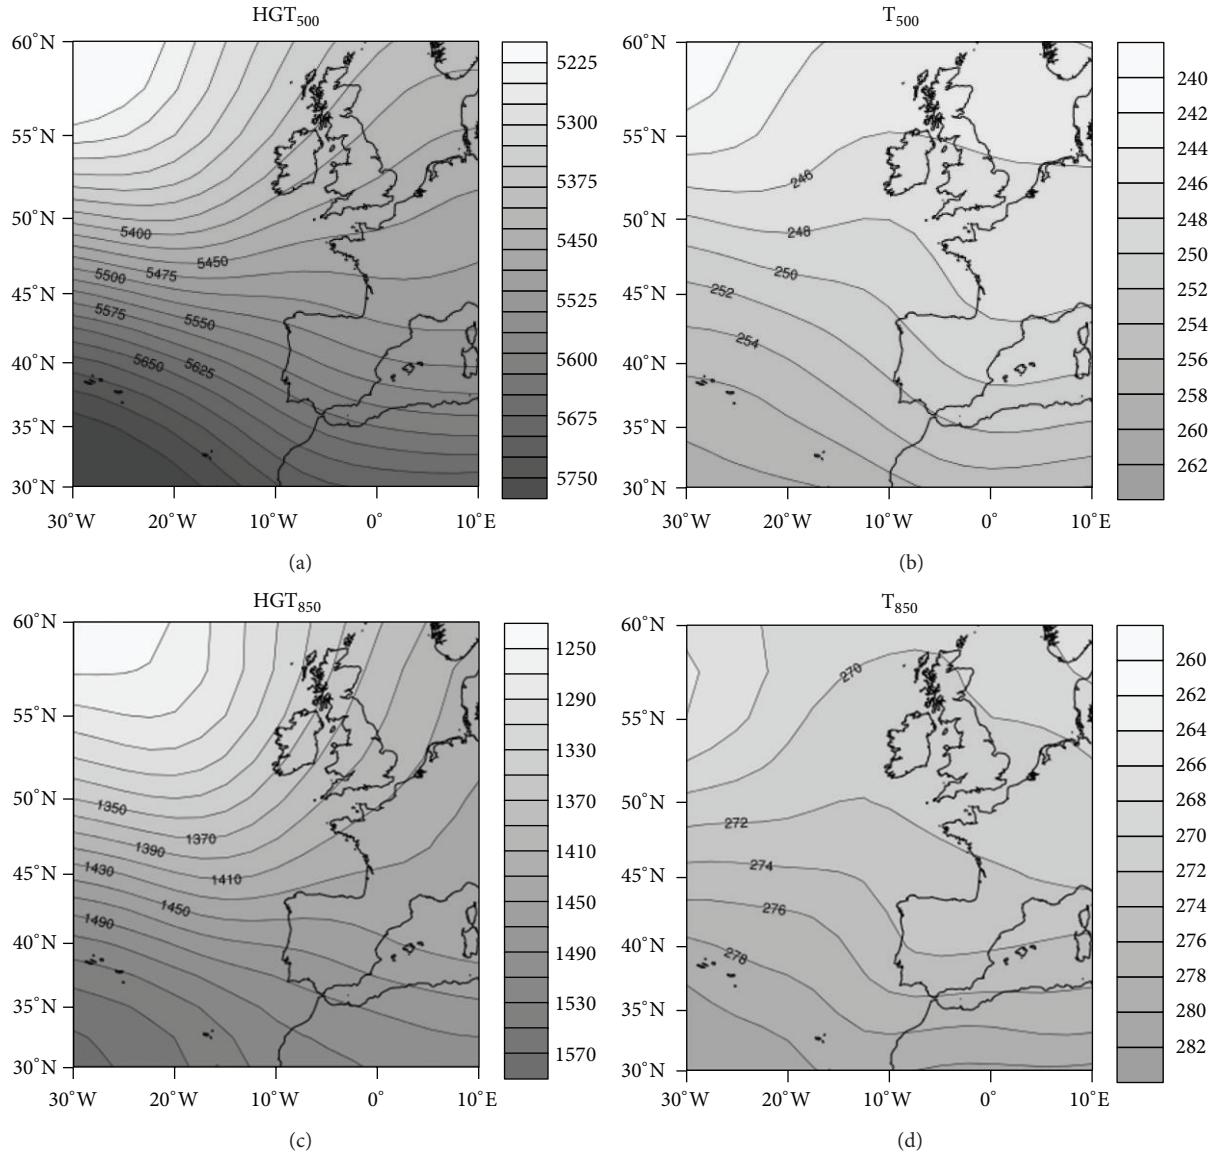 HGT500
60°N
55°N
50°N
45°N
40°N
35°N
30°N
30°W
20°W
10°W
0°
10°E
5400
5450
5475
5500
5550
5575
5625
5650
5225
5300
5375
5450
5525
5600
5675
5750
(a)
T500
60°N
55°N
50°N
45°N
40°N
35°N
30°N
30°W
20°W
10°W
0°
10°E
246
248
250
252
254
240
242
244
246
248
250
252
254
256
258
260
262
(b)
HGT850
60°N
55°N
50°N
45°N
40°N
35°N
30°N
30°W
20°W
10°W
0°
10°E
1350
1370
1390
1410
1430
1450
1490
1250
1290
1330
1370
1410
1450
1490
1530
1570
(c)
T850
60°N
55°N
50°N
45°N
40°N
35°N
30°N
30°W
20°W
10°W
0°
10°E
270
272
274
276
278
260
262
264
266
268
270
272
274
276
278
280
282
(d)